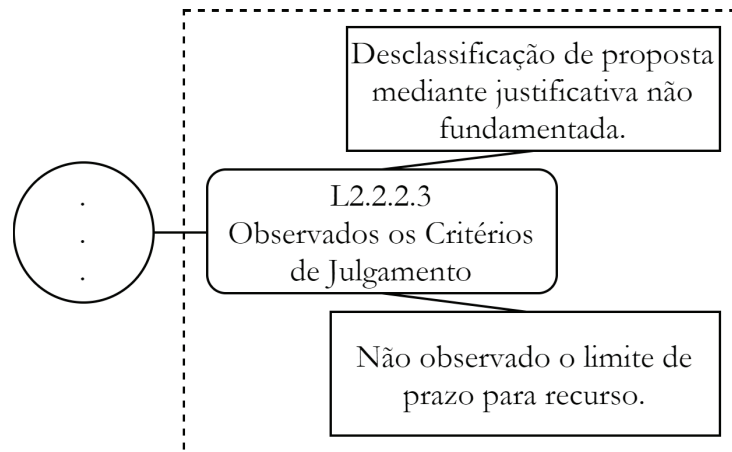 Desclassificação de proposta
mediante justificativa não
fundamentada.
.
.
.
L2.2.2.3
Observados os Critérios
de Julgamento
Não observado o limite de
prazo para recurso.